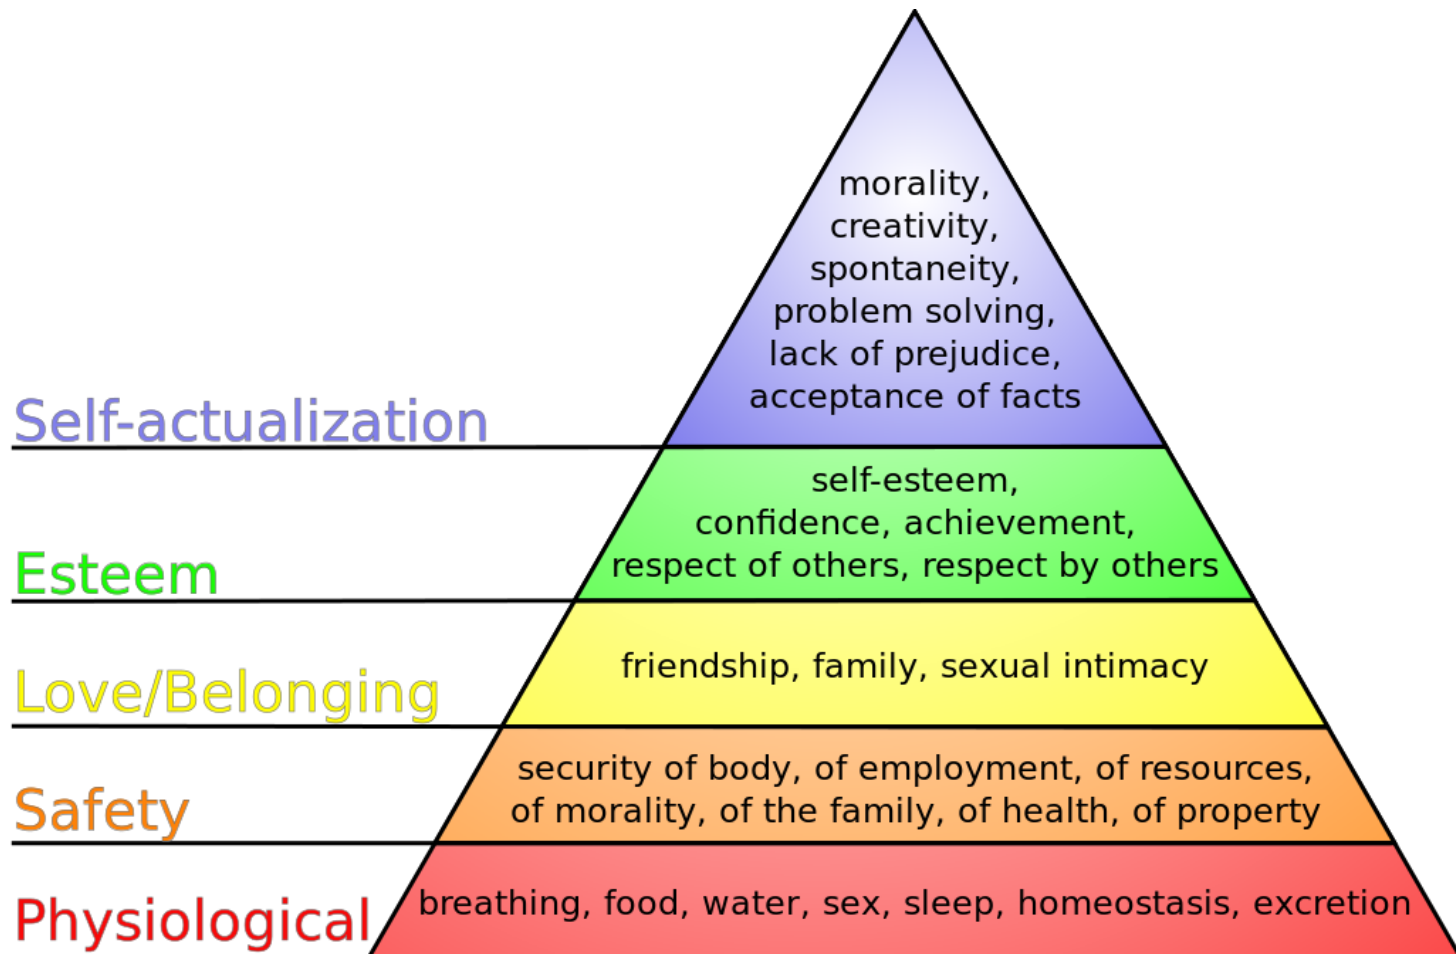 morality,
creativity,
spontaneity,
problem solving,
lack of prejudice,
acceptance of facts
Self-actualization
self-esteem,
confidence, achievement,
respect of others, respect by others
Esteem
friendship, family, sexual intimacy
Love/Belonging
security of body, of employment, of resources,
of morality, of the family, of health, of property
Safety
breathing, food, water, sex, sleep, homeostasis, excretion
Physiological